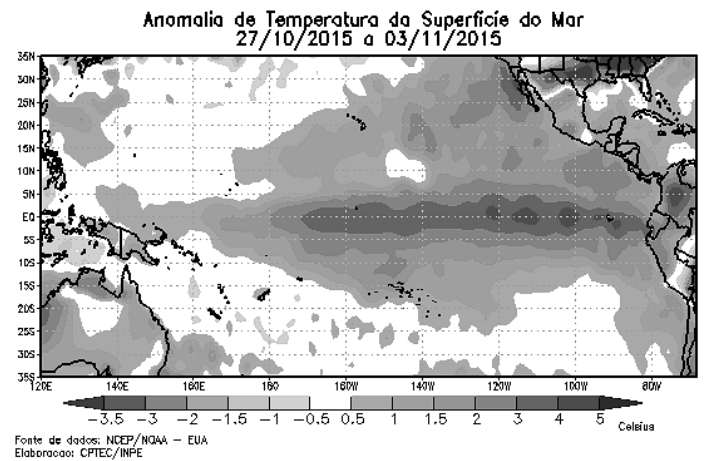 Anomalia de Temperatura da Superfície do Mar
27/10/2015 a 03/11/2015
35N
30N
25N
20N
15N
10N
5N
EQ
5S
10S
15S
20S
25S
30S
35S
120E 140E 160E 180 160W 140W 120W 100W 80W
−3.5 −3 −2 −1.5 −1 −0.5 0.5 1 1.5 2 3 4 5 Celsius
Fonte de dados: NCEP/NOAA − EUA
Elaboracao: CPTEC/INPE